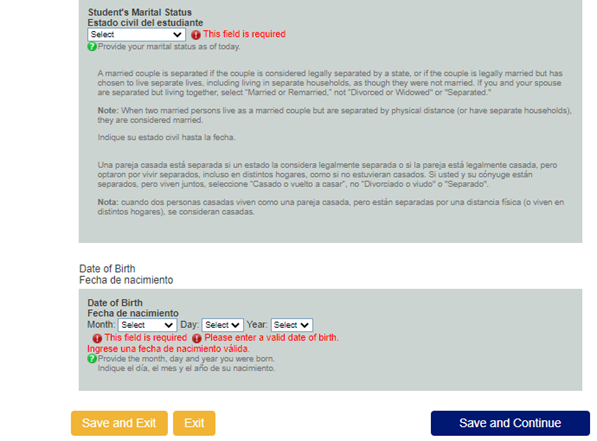 Student's Marital Status
Estado civil del estudiante
Select This field is required
Provide your marital status as of today.
A married couple is separated if the couple is considered legally separated by a state, or if the couple is legally married but has
chosen to live separate lives, including living in separate households, as though they were not married. If you and your spouse
are separated but living together, select "Married or Remarried," not "Divorced or Widowed" or "Separated."
Note: When two married persons live as a married couple but are separated by physical distance (or have separate households),
they are considered married.
Indique su estado civil hasta la fecha.
Una pareja casada está separada si un estado la considera legalmente separada o si la pareja está legalmente casada, pero
optaron por vivir separados, incluso en distintos hogares, como si no estuvieran casados. Si usted y su cónyuge están
separados, pero viven juntos, seleccione "Casado o vuelto a casar", no "Divorciado o viudo" o "Separado".
Nota: cuando dos personas casadas viven como una pareja casada, pero están separadas por una distancia física (o viven en
distintos hogares), se consideran casadas.
Date of Birth
Fecha de nacimiento
Date of Birth
Fecha de nacimiento
Month: Select Day: Select Year: Select
This field is required Please enter a valid date of birth.
Ingrese una fecha de nacimiento válida.
Provide the month, day and year you were born.
Indique el día, el mes y el año de su nacimiento.
Save and Exit Exit Save and Continue